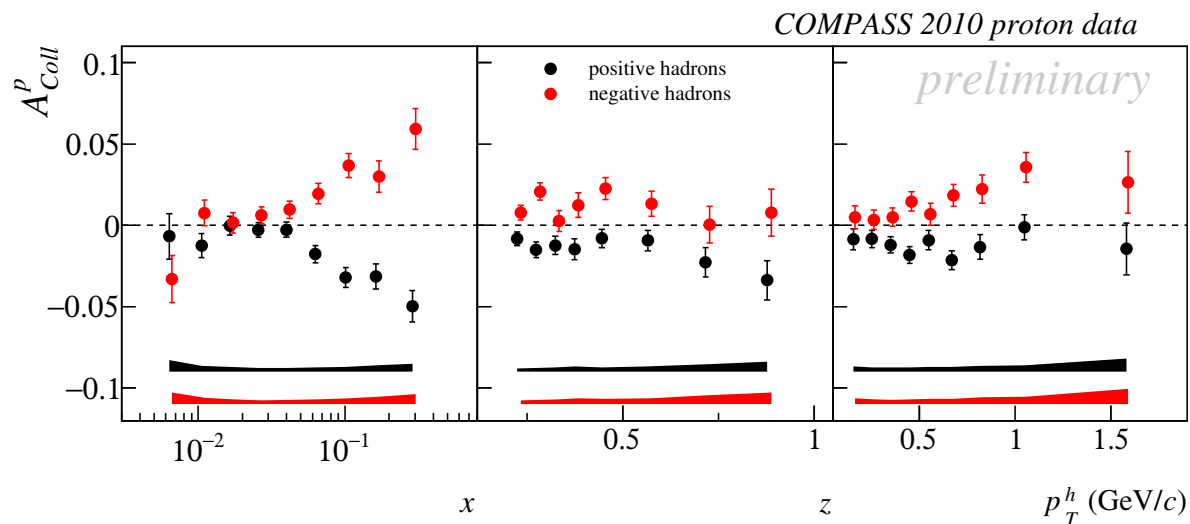 COMPASS 2010 proton data
A^p_Coll
0.1
0.05
0
−0.05
−0.1
positive hadrons
negative hadrons
preliminary
10^−2 10^−1 0.5 1 0.5 1 1.5
x z p_T^h (GeV/c)